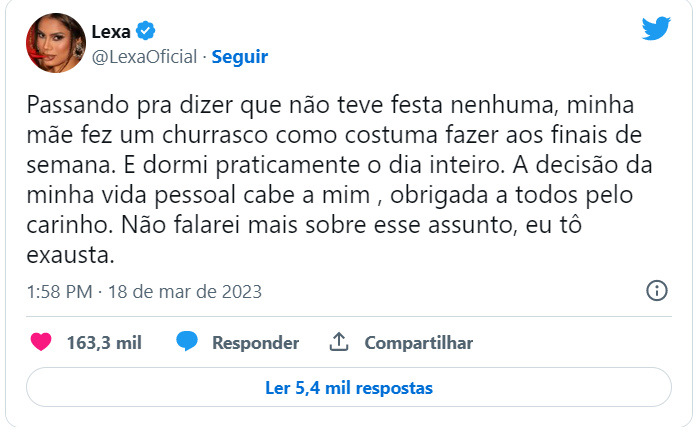 Lexa
@LexaOficial · Seguir
Passando pra dizer que não teve festa nenhuma, minha
mãe fez um churrasco como costuma fazer aos finais de
semana. E dormi praticamente o dia inteiro. A decisão da
minha vida pessoal cabe a mim , obrigada a todos pelo
carinho. Não falarei mais sobre esse assunto, eu tô
exausta.
1:58 PM · 18 de mar de 2023
163,3 mil Responder Compartilhar
Ler 5,4 mil respostas